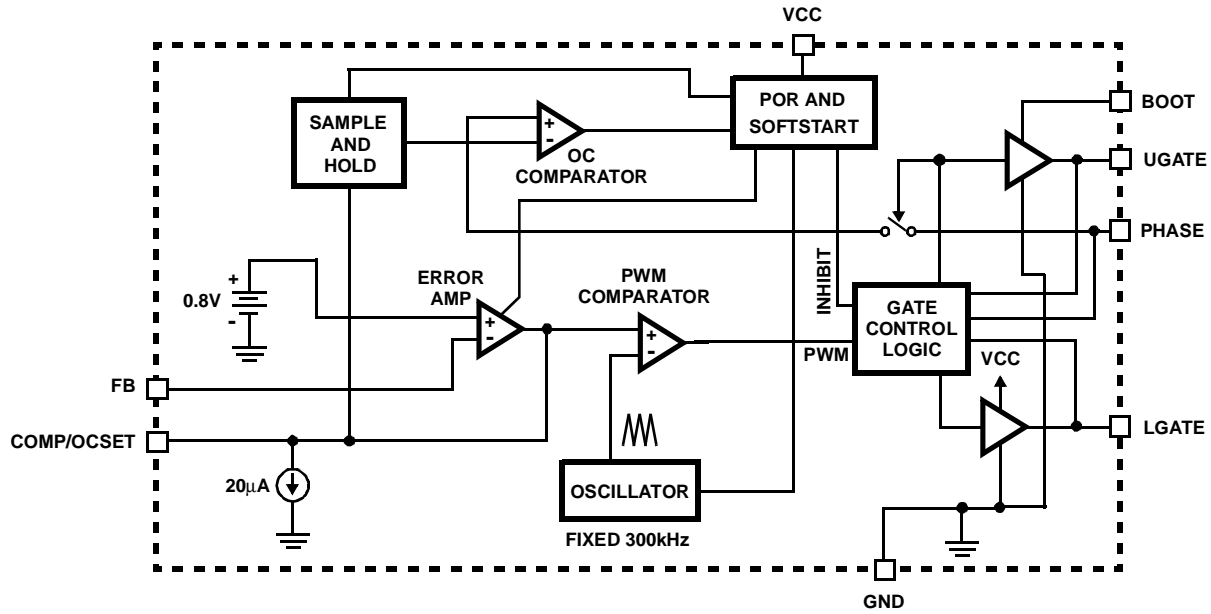 VCC
POR AND
SOFTSTART
SAMPLE
AND
HOLD
+
-
OC
COMPARATOR
BOOT
UGATE
PHASE
+
0.8V
-
ERROR
AMP
+
-
PWM
COMPARATOR
+
-
INHIBIT
GATE
CONTROL
LOGIC
PWM
VCC
FB
COMP/OCSET
LGATE
20µA
OSCILLATOR
FIXED 300kHz
GND